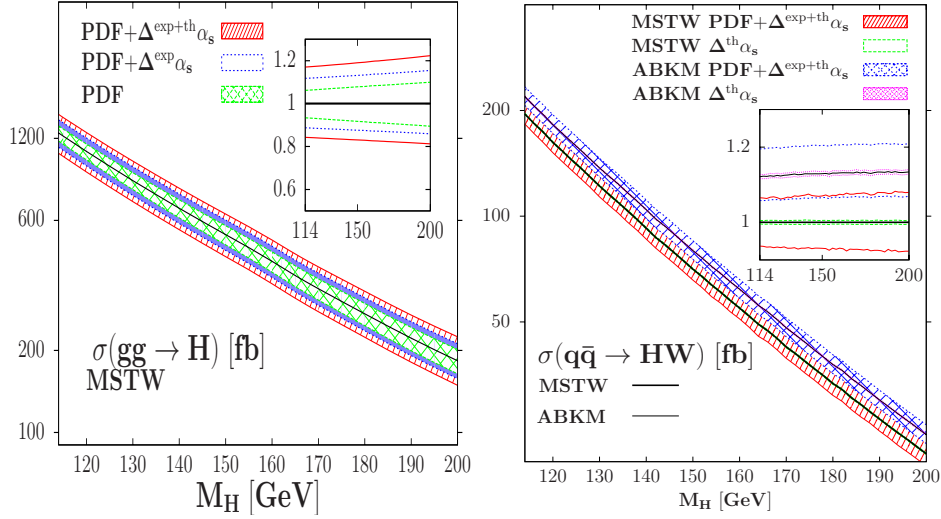 PDF+Δ^{exp+th}α_s
PDF+Δ^{exp}α_s
PDF
1.2
1
0.8
0.6
114 150 200
1200
600
200
100
σ(gg → H) [fb]
MSTW
120 130 140 150 160 170 180 190 200
M_H [GeV]
MSTW PDF+Δ^{exp+th}α_s
MSTW Δ^{th}α_s
ABKM PDF+Δ^{exp+th}α_s
ABKM Δ^{th}α_s
1.2
1
114 150 200
200
100
50
σ(qq̄ → HW) [fb]
MSTW
ABKM
120 130 140 150 160 170 180 190 200
M_H [GeV]